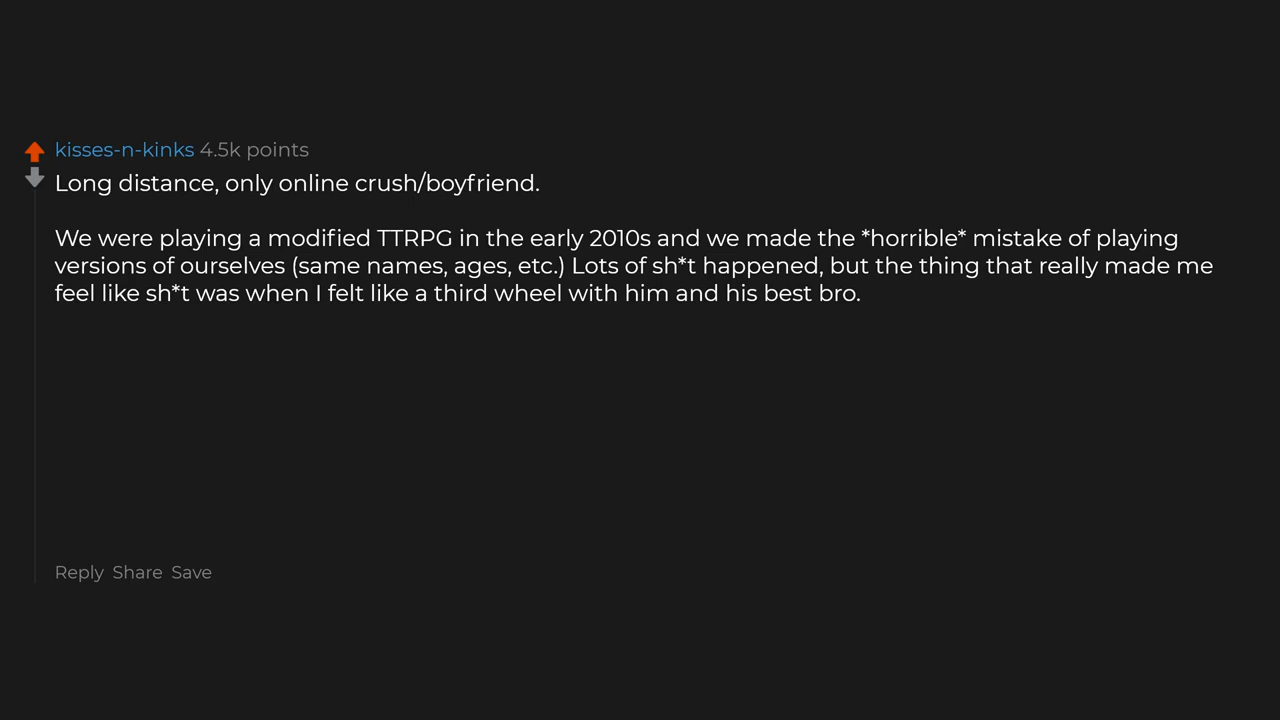 kisses-n-kinks 4.5k points
Long distance, only online crush/boyfriend.
We were playing a modified TTRPG in the early 2010s and we made the *horrible* mistake of playing
versions of ourselves (same names, ages, etc.) Lots of sh*t happened, but the thing that really made me
feel like sh*t was when I felt like a third wheel with him and his best bro.
Reply Share Save